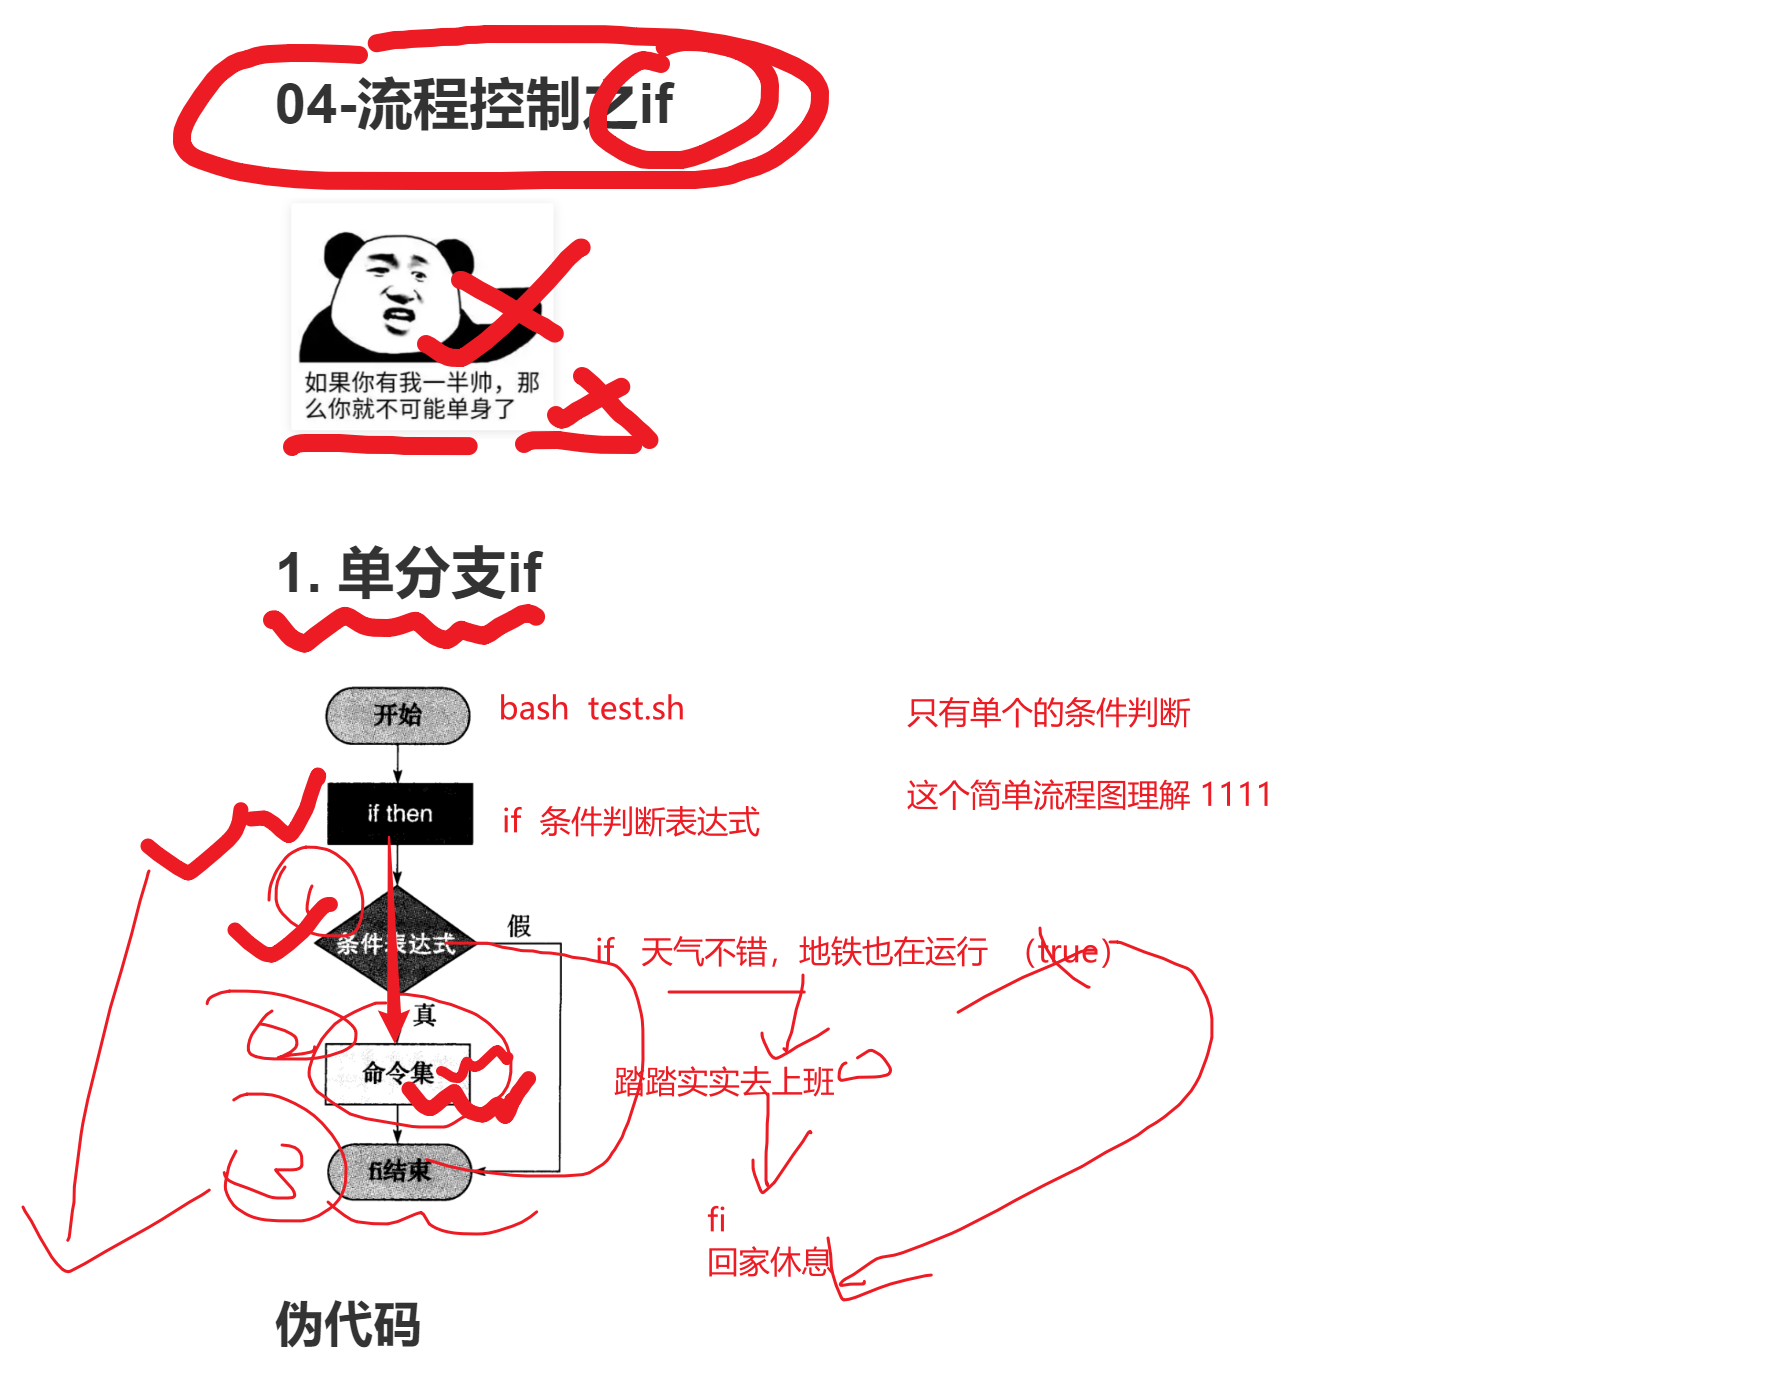 04-流程控制之if
如果你有我一半帅，那
么你就不可能单身了
1. 单分支if
开始
bash test.sh
只有单个的条件判断
if then
if 条件判断表达式
这个简单流程图理解 1111
条件表达式
假
if 天气不错，地铁也在运行 （true）
真
命令集
踏踏实实去上班
3
fi结束
fi
回家休息
伪代码